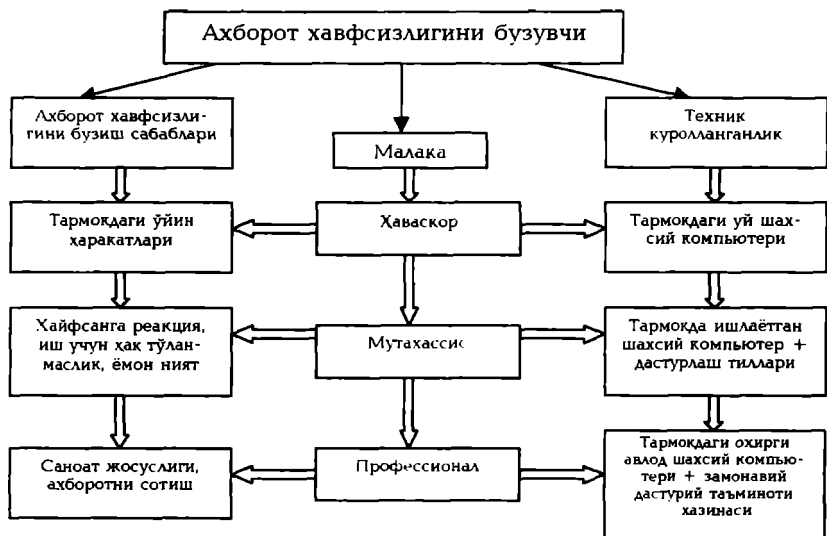 Ахборот хавфсизлигини бузувчи
Ахборот хавфсизли-
гини бузиш сабаблари
Малака
Техник
куролланганлик
Тармокдаги ўйин
ҳаракатлари
Ҳаваскор
Тармокдаги уй шах-
сий компьютери
Хайфсанга реакция,
иш учун ҳак тўлан-
маслик, ёмон ният
Мутахассис
Тармокда ишлаётган
шахсий компьютер +
дастурлаш тиллари
Саноат жосуслиги,
ахборотни сотиш
Профессионал
Тармокдаги охирги
авлод шахсий компью-
тери + замонавий
дастурий таъминоти
хазинаси